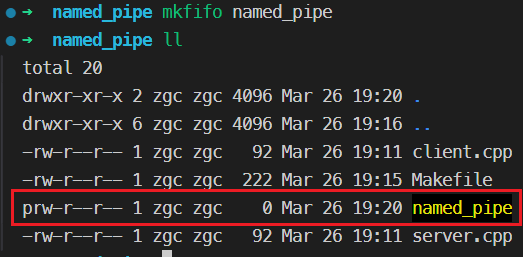 ➜ named_pipe mkfifo named_pipe
➜ named_pipe ll
total 20
drwxr-xr-x 2 zgc zgc 4096 Mar 26 19:20 .
drwxr-xr-x 6 zgc zgc 4096 Mar 26 19:16 ..
-rw-r--r-- 1 zgc zgc   92 Mar 26 19:11 client.cpp
-rw-r--r-- 1 zgc zgc  222 Mar 26 19:15 Makefile
prw-r--r-- 1 zgc zgc    0 Mar 26 19:20 named_pipe
-rw-r--r-- 1 zgc zgc   92 Mar 26 19:11 server.cpp